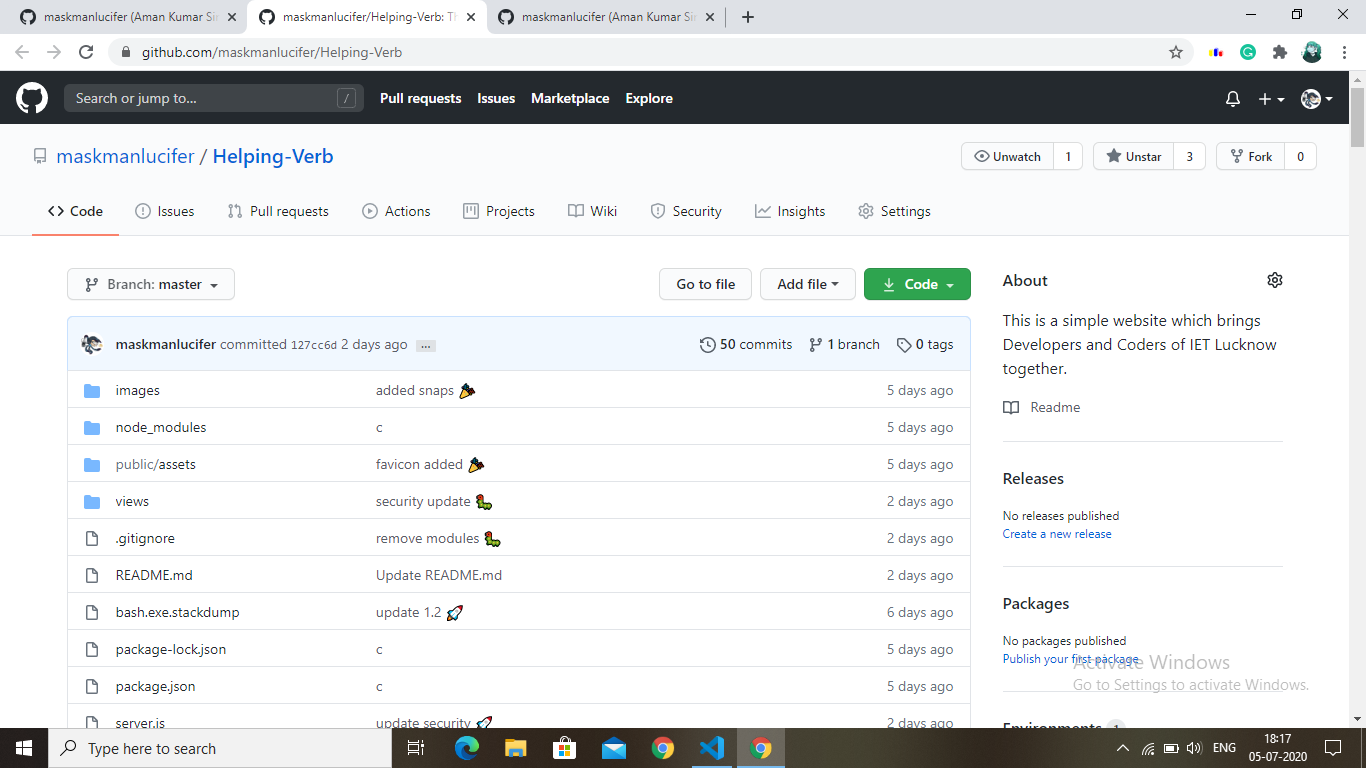 maskmanlucifer (Aman Kumar Sin
maskmanlucifer/Helping-Verb: Th
maskmanlucifer (Aman Kumar Sin
github.com/maskmanlucifer/Helping-Verb
Search or jump to... /
Pull requests Issues Marketplace Explore
maskmanlucifer / Helping-Verb
Unwatch 1 Unstar 3 Fork 0
Code Issues Pull requests Actions Projects Wiki Security Insights Settings
Branch: master Go to file Add file Code
maskmanlucifer committed 127cc6d 2 days ago ... 50 commits 1 branch 0 tags
images added snaps 5 days ago
node_modules c 5 days ago
public/assets favicon added 5 days ago
views security update 2 days ago
.gitignore remove modules 2 days ago
README.md Update README.md 2 days ago
bash.exe.stackdump update 1.2 6 days ago
package-lock.json c 5 days ago
package.json c 5 days ago
server.js update security 2 days ago
About
This is a simple website which brings
Developers and Coders of IET Lucknow
together.
Readme
Releases
No releases published
Create a new release
Packages
No packages published
Publish your first package
Environments 1
Activate Windows
Go to Settings to activate Windows.
Type here to search
ENG
18:17
05-07-2020